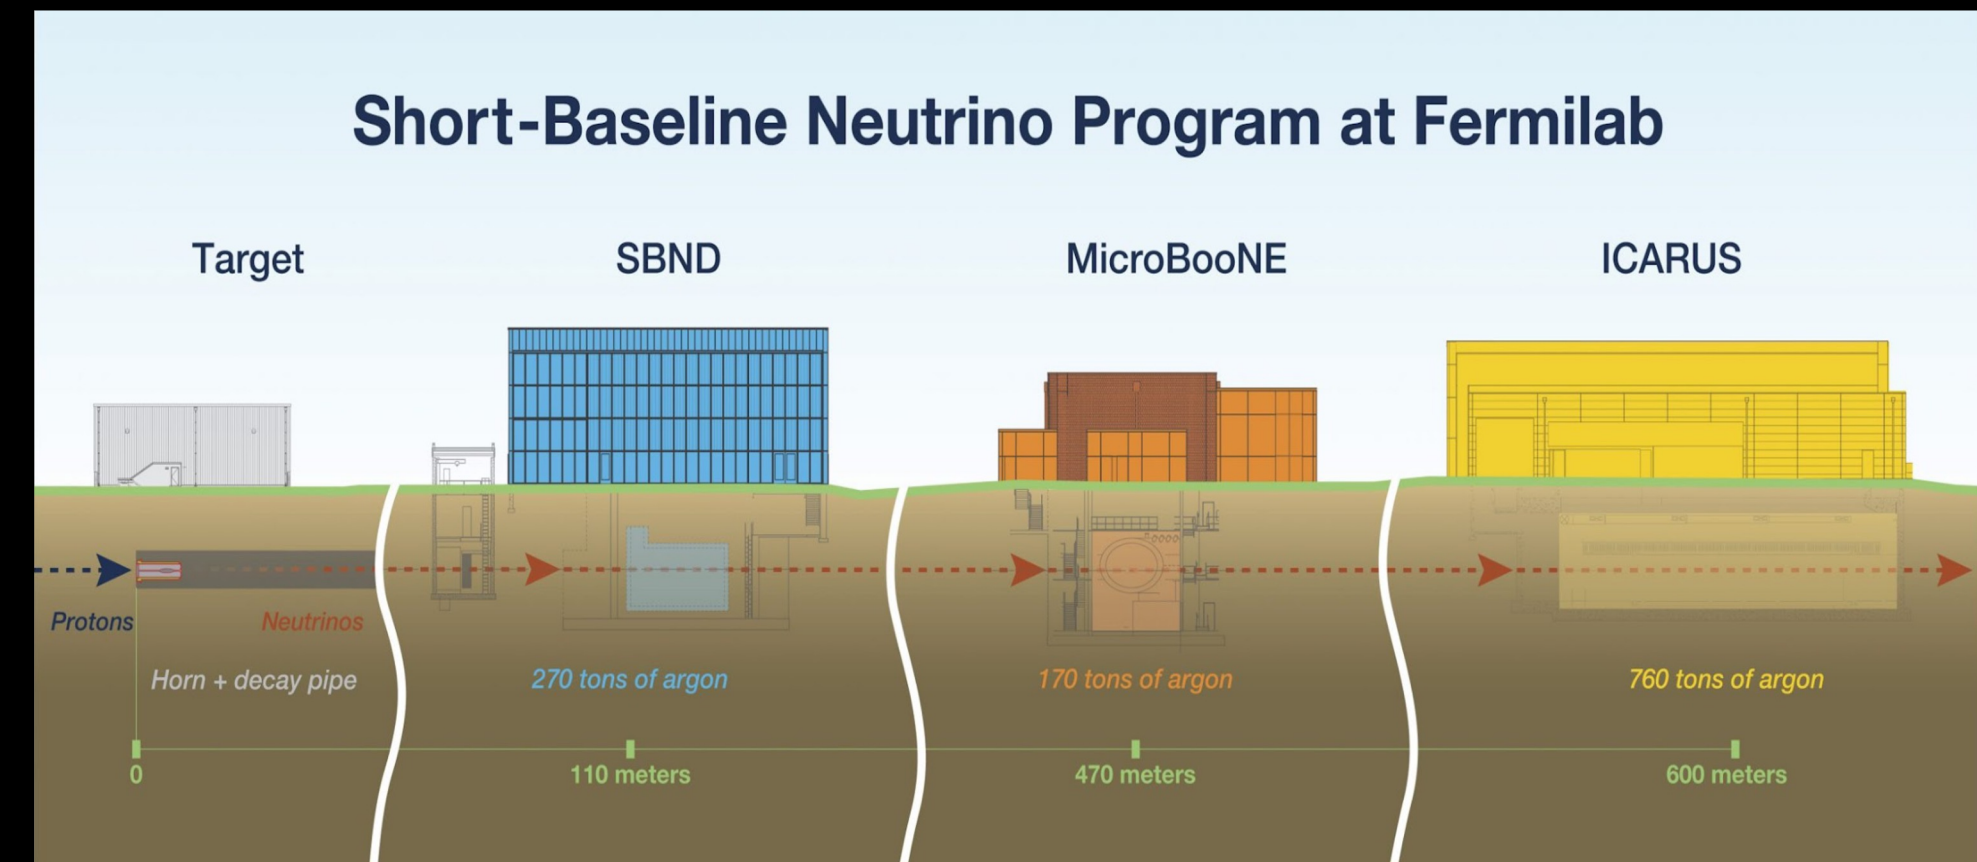 Short-Baseline Neutrino Program at Fermilab
Target
SBND
MicroBooNE
ICARUS
Protons
Neutrinos
Horn + decay pipe
270 tons of argon
170 tons of argon
760 tons of argon
0
110 meters
470 meters
600 meters